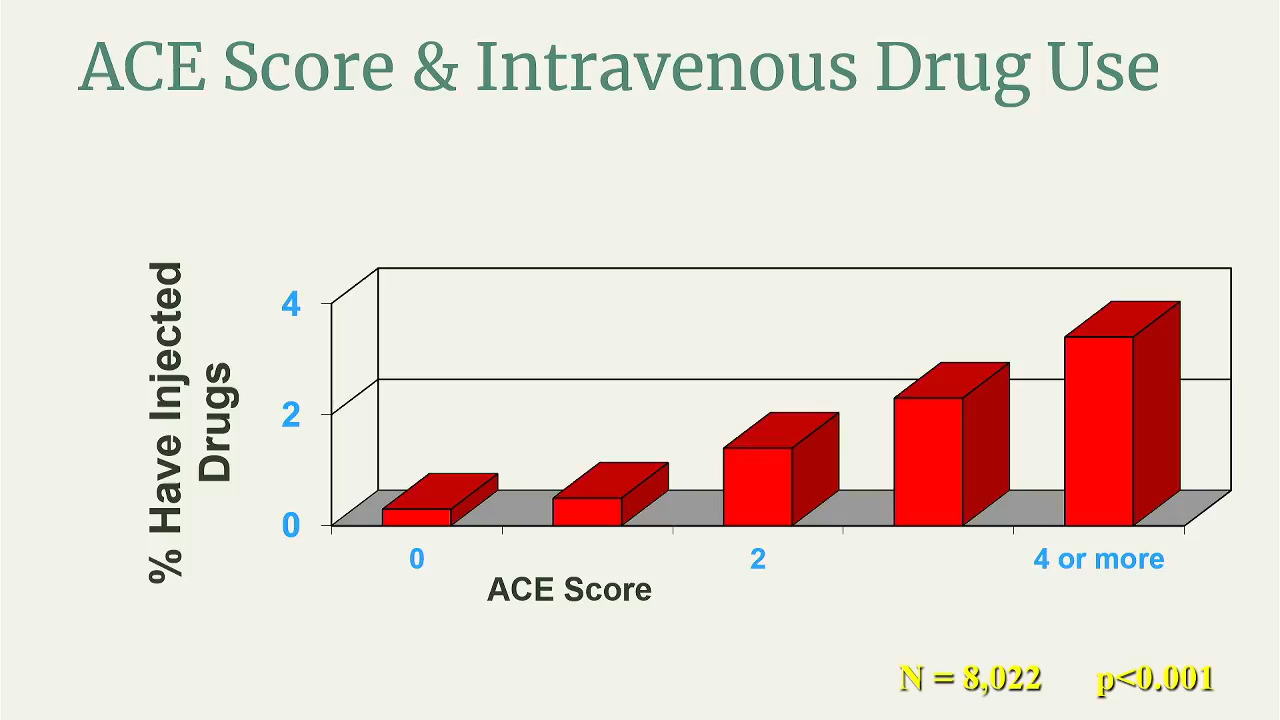 ACE Score & Intravenous Drug Use
% Have Injected
Drugs
4
2
0
0
2
4 or more
ACE Score
N = 8,022
p<0.001